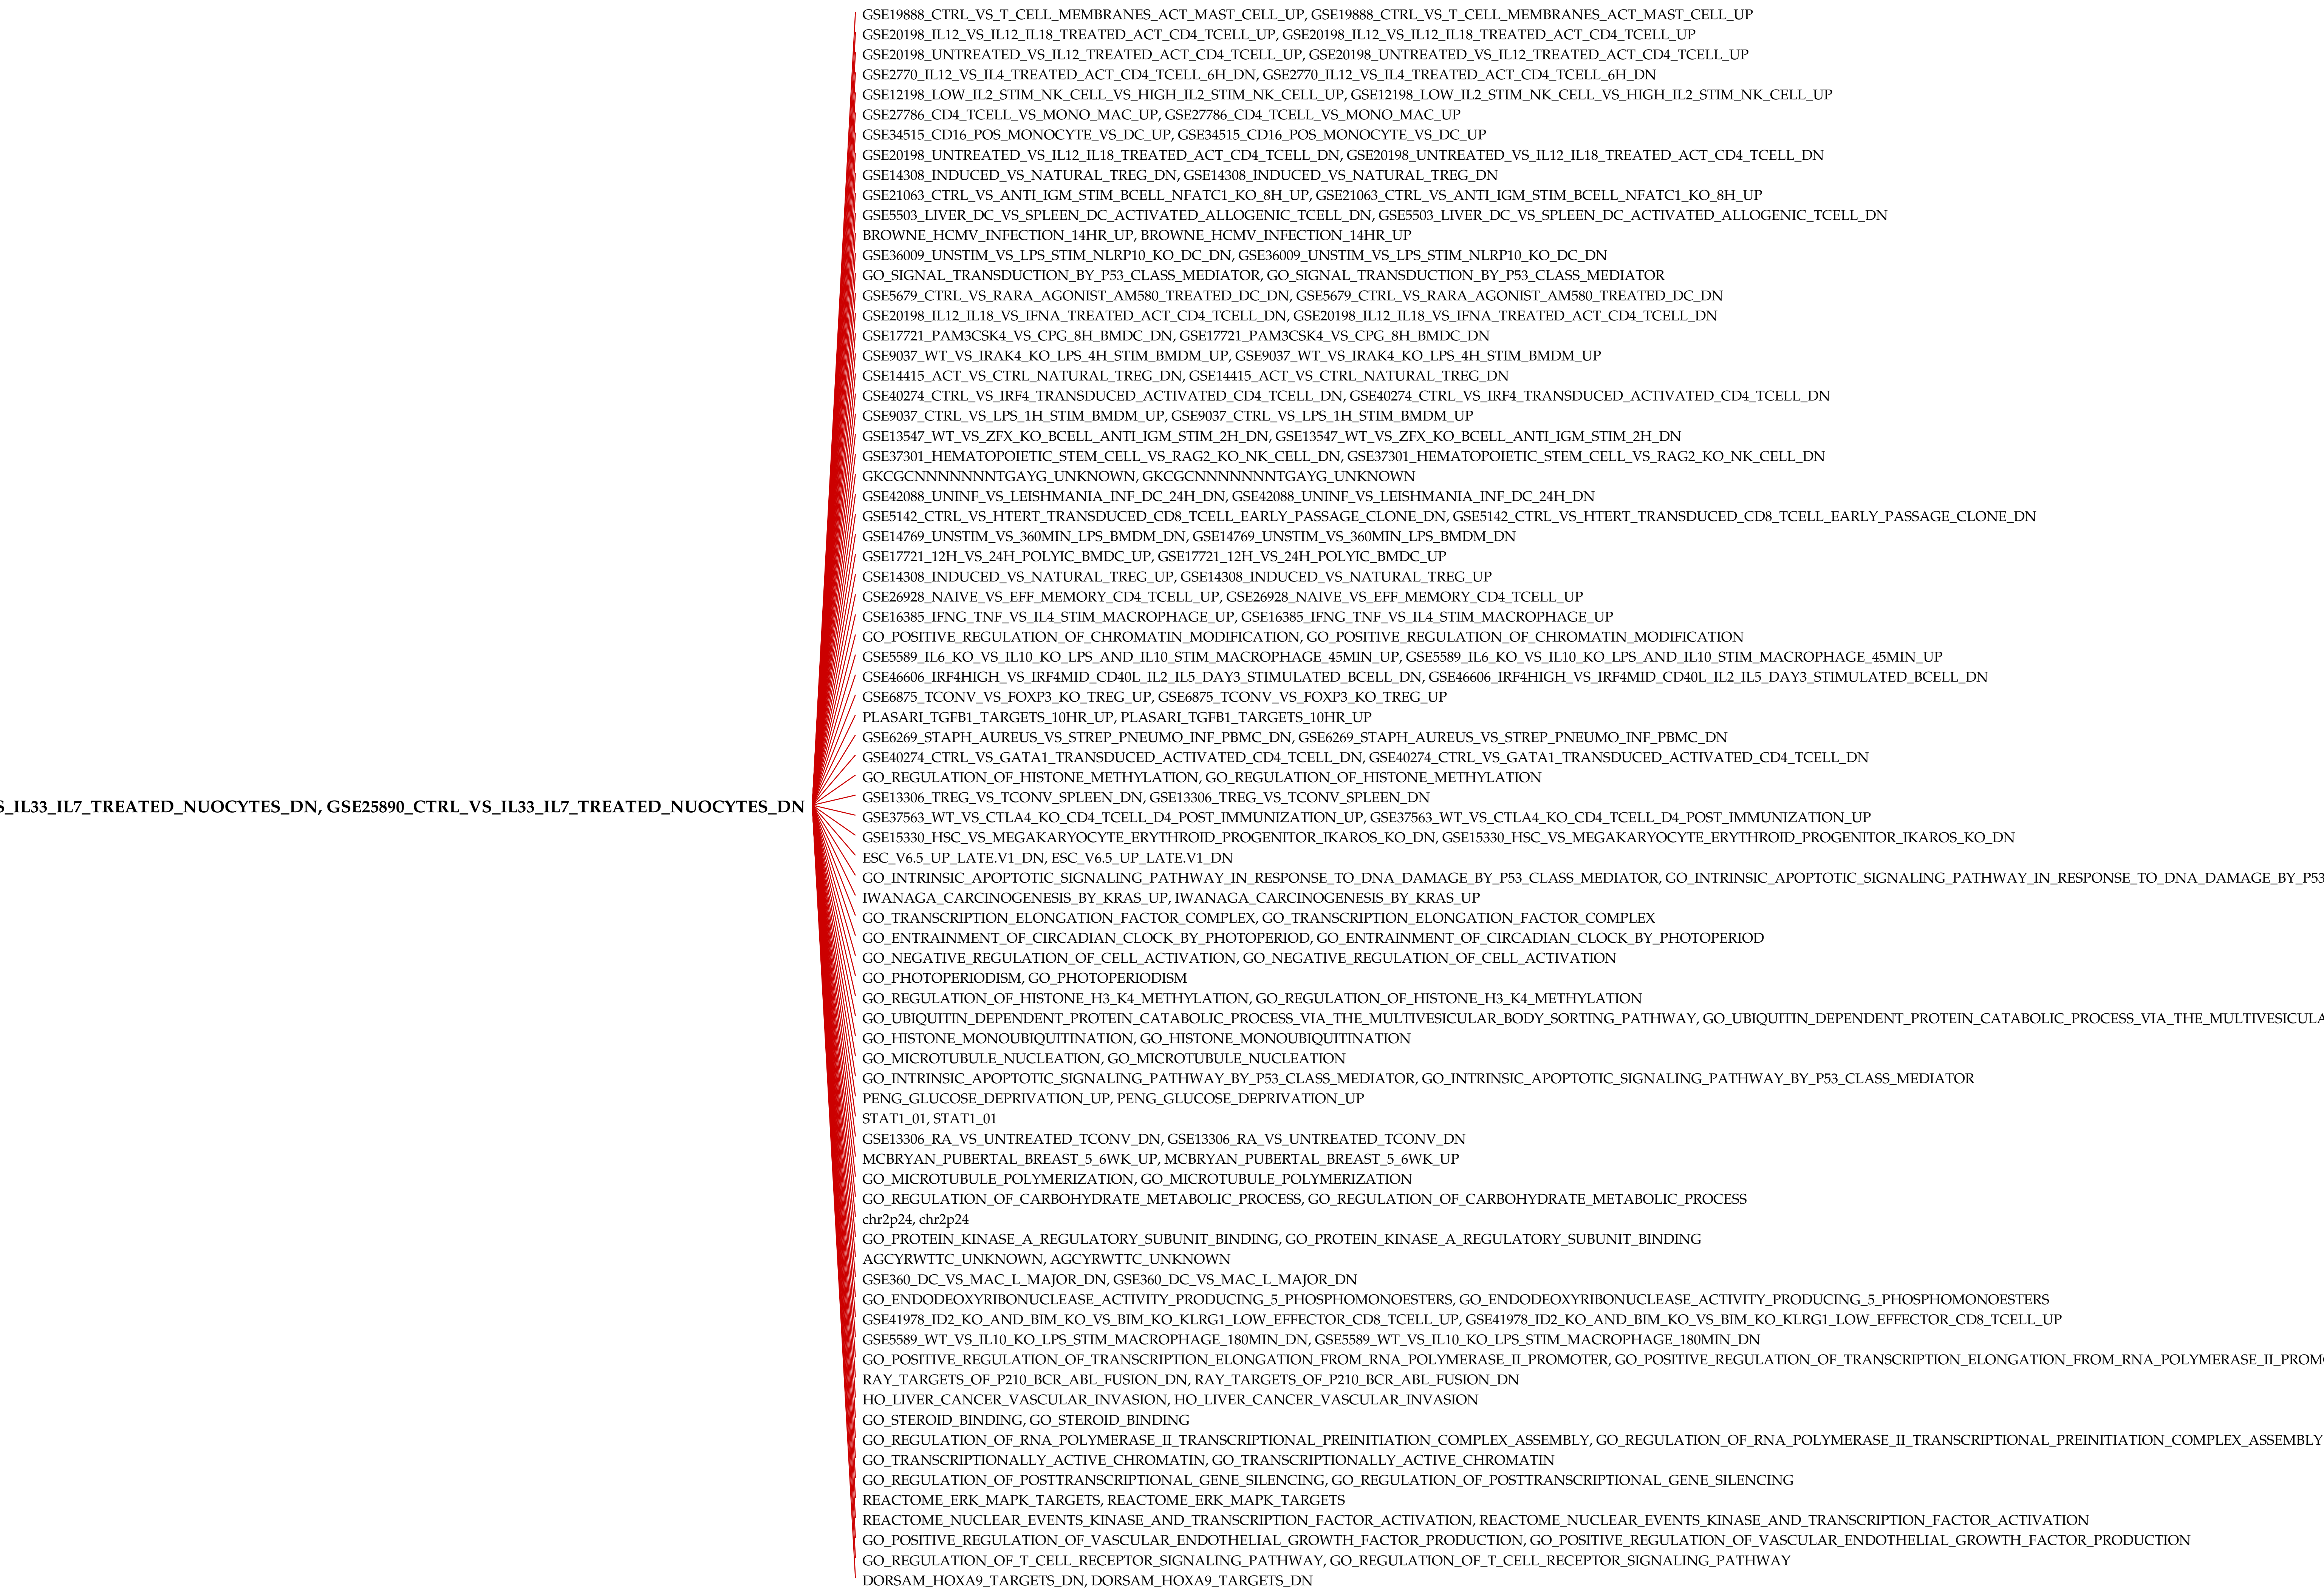 GSE19888_CTRL_VS_T_CELL_MEMBRANES_ACT_MAST_CELL_UP, GSE19888_CTRL_VS_T_CELL_MEMBRANES_ACT_MAST_CELL_UP
GSE20198_IL12_VS_IL12_IL18_TREATED_ACT_CD4_TCELL_UP, GSE20198_IL12_VS_IL12_IL18_TREATED_ACT_CD4_TCELL_UP
GSE20198_UNTREATED_VS_IL12_TREATED_ACT_CD4_TCELL_UP, GSE20198_UNTREATED_VS_IL12_TREATED_ACT_CD4_TCELL_UP
GSE2770_IL12_VS_IL4_TREATED_ACT_CD4_TCELL_6H_DN, GSE2770_IL12_VS_IL4_TREATED_ACT_CD4_TCELL_6H_DN
GSE12198_LOW_IL2_STIM_NK_CELL_VS_HIGH_IL2_STIM_NK_CELL_UP, GSE12198_LOW_IL2_STIM_NK_CELL_VS_HIGH_IL2_STIM_NK_CELL_UP
GSE27786_CD4_TCELL_VS_MONO_MAC_UP, GSE27786_CD4_TCELL_VS_MONO_MAC_UP
GSE34515_CD16_POS_MONOCYTE_VS_DC_UP, GSE34515_CD16_POS_MONOCYTE_VS_DC_UP
GSE20198_UNTREATED_VS_IL12_IL18_TREATED_ACT_CD4_TCELL_DN, GSE20198_UNTREATED_VS_IL12_IL18_TREATED_ACT_CD4_TCELL_DN
GSE14308_INDUCED_VS_NATURAL_TREG_DN, GSE14308_INDUCED_VS_NATURAL_TREG_DN
GSE21063_CTRL_VS_ANTI_IGM_STIM_BCELL_NFATC1_KO_8H_UP, GSE21063_CTRL_VS_ANTI_IGM_STIM_BCELL_NFATC1_KO_8H_UP
GSE5503_LIVER_DC_VS_SPLEEN_DC_ACTIVATED_ALLOGENIC_TCELL_DN, GSE5503_LIVER_DC_VS_SPLEEN_DC_ACTIVATED_ALLOGENIC_TCELL_DN
BROWNE_HCMV_INFECTION_14HR_UP, BROWNE_HCMV_INFECTION_14HR_UP
GSE36009_UNSTIM_VS_LPS_STIM_NLRP10_KO_DC_DN, GSE36009_UNSTIM_VS_LPS_STIM_NLRP10_KO_DC_DN
GO_SIGNAL_TRANSDUCTION_BY_P53_CLASS_MEDIATOR, GO_SIGNAL_TRANSDUCTION_BY_P53_CLASS_MEDIATOR
GSE5679_CTRL_VS_RARA_AGONIST_AM580_TREATED_DC_DN, GSE5679_CTRL_VS_RARA_AGONIST_AM580_TREATED_DC_DN
GSE20198_IL12_IL18_VS_IFNA_TREATED_ACT_CD4_TCELL_DN, GSE20198_IL12_IL18_VS_IFNA_TREATED_ACT_CD4_TCELL_DN
GSE17721_PAM3CSK4_VS_CPG_8H_BMDC_DN, GSE17721_PAM3CSK4_VS_CPG_8H_BMDC_DN
GSE9037_WT_VS_IRAK4_KO_LPS_4H_STIM_BMDM_UP, GSE9037_WT_VS_IRAK4_KO_LPS_4H_STIM_BMDM_UP
GSE14415_ACT_VS_CTRL_NATURAL_TREG_DN, GSE14415_ACT_VS_CTRL_NATURAL_TREG_DN
GSE40274_CTRL_VS_IRF4_TRANSDUCED_ACTIVATED_CD4_TCELL_DN, GSE40274_CTRL_VS_IRF4_TRANSDUCED_ACTIVATED_CD4_TCELL_DN
GSE9037_CTRL_VS_LPS_1H_STIM_BMDM_UP, GSE9037_CTRL_VS_LPS_1H_STIM_BMDM_UP
GSE13547_WT_VS_ZFX_KO_BCELL_ANTI_IGM_STIM_2H_DN, GSE13547_WT_VS_ZFX_KO_BCELL_ANTI_IGM_STIM_2H_DN
GSE37301_HEMATOPOIETIC_STEM_CELL_VS_RAG2_KO_NK_CELL_DN, GSE37301_HEMATOPOIETIC_STEM_CELL_VS_RAG2_KO_NK_CELL_DN
GKCGCNNNNNNNTGAYG_UNKNOWN, GKCGCNNNNNNNTGAYG_UNKNOWN
GSE42088_UNINF_VS_LEISHMANIA_INF_DC_24H_DN, GSE42088_UNINF_VS_LEISHMANIA_INF_DC_24H_DN
GSE5142_CTRL_VS_HTERT_TRANSDUCED_CD8_TCELL_EARLY_PASSAGE_CLONE_DN, GSE5142_CTRL_VS_HTERT_TRANSDUCED_CD8_TCELL_EARLY_PASSAGE_CLONE_DN
GSE14769_UNSTIM_VS_360MIN_LPS_BMDM_DN, GSE14769_UNSTIM_VS_360MIN_LPS_BMDM_DN
GSE17721_12H_VS_24H_POLYIC_BMDC_UP, GSE17721_12H_VS_24H_POLYIC_BMDC_UP
GSE14308_INDUCED_VS_NATURAL_TREG_UP, GSE14308_INDUCED_VS_NATURAL_TREG_UP
GSE26928_NAIVE_VS_EFF_MEMORY_CD4_TCELL_UP, GSE26928_NAIVE_VS_EFF_MEMORY_CD4_TCELL_UP
GSE16385_IFNG_TNF_VS_IL4_STIM_MACROPHAGE_UP, GSE16385_IFNG_TNF_VS_IL4_STIM_MACROPHAGE_UP
GO_POSITIVE_REGULATION_OF_CHROMATIN_MODIFICATION, GO_POSITIVE_REGULATION_OF_CHROMATIN_MODIFICATION
GSE5589_IL6_KO_VS_IL10_KO_LPS_AND_IL10_STIM_MACROPHAGE_45MIN_UP, GSE5589_IL6_KO_VS_IL10_KO_LPS_AND_IL10_STIM_MACROPHAGE_45MIN_UP
GSE46606_IRF4HIGH_VS_IRF4MID_CD40L_IL2_IL5_DAY3_STIMULATED_BCELL_DN, GSE46606_IRF4HIGH_VS_IRF4MID_CD40L_IL2_IL5_DAY3_STIMULATED_BCELL_DN
GSE6875_TCONV_VS_FOXP3_KO_TREG_UP, GSE6875_TCONV_VS_FOXP3_KO_TREG_UP
PLASARI_TGFB1_TARGETS_10HR_UP, PLASARI_TGFB1_TARGETS_10HR_UP
GSE6269_STAPH_AUREUS_VS_STREP_PNEUMO_INF_PBMC_DN, GSE6269_STAPH_AUREUS_VS_STREP_PNEUMO_INF_PBMC_DN
GSE40274_CTRL_VS_GATA1_TRANSDUCED_ACTIVATED_CD4_TCELL_DN, GSE40274_CTRL_VS_GATA1_TRANSDUCED_ACTIVATED_CD4_TCELL_DN
GO_REGULATION_OF_HISTONE_METHYLATION, GO_REGULATION_OF_HISTONE_METHYLATION
GSE13306_TREG_VS_TCONV_SPLEEN_DN, GSE13306_TREG_VS_TCONV_SPLEEN_DN
S_IL33_IL7_TREATED_NUOCYTES_DN, GSE25890_CTRL_VS_IL33_IL7_TREATED_NUOCYTES_DN
GSE37563_WT_VS_CTLA4_KO_CD4_TCELL_D4_POST_IMMUNIZATION_UP, GSE37563_WT_VS_CTLA4_KO_CD4_TCELL_D4_POST_IMMUNIZATION_UP
GSE15330_HSC_VS_MEGAKARYOCYTE_ERYTHROID_PROGENITOR_IKAROS_KO_DN, GSE15330_HSC_VS_MEGAKARYOCYTE_ERYTHROID_PROGENITOR_IKAROS_KO_DN
ESC_V6.5_UP_LATE.V1_DN, ESC_V6.5_UP_LATE.V1_DN
GO_INTRINSIC_APOPTOTIC_SIGNALING_PATHWAY_IN_RESPONSE_TO_DNA_DAMAGE_BY_P53_CLASS_MEDIATOR, GO_INTRINSIC_APOPTOTIC_SIGNALING_PATHWAY_IN_RESPONSE_TO_DNA_DAMAGE_BY_P53
IWANAGA_CARCINOGENESIS_BY_KRAS_UP, IWANAGA_CARCINOGENESIS_BY_KRAS_UP
GO_TRANSCRIPTION_ELONGATION_FACTOR_COMPLEX, GO_TRANSCRIPTION_ELONGATION_FACTOR_COMPLEX
GO_ENTRAINMENT_OF_CIRCADIAN_CLOCK_BY_PHOTOPERIOD, GO_ENTRAINMENT_OF_CIRCADIAN_CLOCK_BY_PHOTOPERIOD
GO_NEGATIVE_REGULATION_OF_CELL_ACTIVATION, GO_NEGATIVE_REGULATION_OF_CELL_ACTIVATION
GO_PHOTOPERIODISM, GO_PHOTOPERIODISM
GO_REGULATION_OF_HISTONE_H3_K4_METHYLATION, GO_REGULATION_OF_HISTONE_H3_K4_METHYLATION
GO_UBIQUITIN_DEPENDENT_PROTEIN_CATABOLIC_PROCESS_VIA_THE_MULTIVESICULAR_BODY_SORTING_PATHWAY, GO_UBIQUITIN_DEPENDENT_PROTEIN_CATABOLIC_PROCESS_VIA_THE_MULTIVESICULA
GO_HISTONE_MONOUBIQUITINATION, GO_HISTONE_MONOUBIQUITINATION
GO_MICROTUBULE_NUCLEATION, GO_MICROTUBULE_NUCLEATION
GO_INTRINSIC_APOPTOTIC_SIGNALING_PATHWAY_BY_P53_CLASS_MEDIATOR, GO_INTRINSIC_APOPTOTIC_SIGNALING_PATHWAY_BY_P53_CLASS_MEDIATOR
PENG_GLUCOSE_DEPRIVATION_UP, PENG_GLUCOSE_DEPRIVATION_UP
STAT1_01, STAT1_01
GSE13306_RA_VS_UNTREATED_TCONV_DN, GSE13306_RA_VS_UNTREATED_TCONV_DN
MCBRYAN_PUBERTAL_BREAST_5_6WK_UP, MCBRYAN_PUBERTAL_BREAST_5_6WK_UP
GO_MICROTUBULE_POLYMERIZATION, GO_MICROTUBULE_POLYMERIZATION
GO_REGULATION_OF_CARBOHYDRATE_METABOLIC_PROCESS, GO_REGULATION_OF_CARBOHYDRATE_METABOLIC_PROCESS
chr2p24, chr2p24
GO_PROTEIN_KINASE_A_REGULATORY_SUBUNIT_BINDING, GO_PROTEIN_KINASE_A_REGULATORY_SUBUNIT_BINDING
AGCYRWTTC_UNKNOWN, AGCYRWTTC_UNKNOWN
GSE360_DC_VS_MAC_L_MAJOR_DN, GSE360_DC_VS_MAC_L_MAJOR_DN
GO_ENDODEOXYRIBONUCLEASE_ACTIVITY_PRODUCING_5_PHOSPHOMONOESTERS, GO_ENDODEOXYRIBONUCLEASE_ACTIVITY_PRODUCING_5_PHOSPHOMONOESTERS
GSE41978_ID2_KO_AND_BIM_KO_VS_BIM_KO_KLRG1_LOW_EFFECTOR_CD8_TCELL_UP, GSE41978_ID2_KO_AND_BIM_KO_VS_BIM_KO_KLRG1_LOW_EFFECTOR_CD8_TCELL_UP
GSE5589_WT_VS_IL10_KO_LPS_STIM_MACROPHAGE_180MIN_DN, GSE5589_WT_VS_IL10_KO_LPS_STIM_MACROPHAGE_180MIN_DN
GO_POSITIVE_REGULATION_OF_TRANSCRIPTION_ELONGATION_FROM_RNA_POLYMERASE_II_PROMOTER, GO_POSITIVE_REGULATION_OF_TRANSCRIPTION_ELONGATION_FROM_RNA_POLYMERASE_II_PROM
RAY_TARGETS_OF_P210_BCR_ABL_FUSION_DN, RAY_TARGETS_OF_P210_BCR_ABL_FUSION_DN
HO_LIVER_CANCER_VASCULAR_INVASION, HO_LIVER_CANCER_VASCULAR_INVASION
GO_STEROID_BINDING, GO_STEROID_BINDING
GO_REGULATION_OF_RNA_POLYMERASE_II_TRANSCRIPTIONAL_PREINITIATION_COMPLEX_ASSEMBLY, GO_REGULATION_OF_RNA_POLYMERASE_II_TRANSCRIPTIONAL_PREINITIATION_COMPLEX_ASSEMBLY
GO_TRANSCRIPTIONALLY_ACTIVE_CHROMATIN, GO_TRANSCRIPTIONALLY_ACTIVE_CHROMATIN
GO_REGULATION_OF_POSTTRANSCRIPTIONAL_GENE_SILENCING, GO_REGULATION_OF_POSTTRANSCRIPTIONAL_GENE_SILENCING
REACTOME_ERK_MAPK_TARGETS, REACTOME_ERK_MAPK_TARGETS
REACTOME_NUCLEAR_EVENTS_KINASE_AND_TRANSCRIPTION_FACTOR_ACTIVATION, REACTOME_NUCLEAR_EVENTS_KINASE_AND_TRANSCRIPTION_FACTOR_ACTIVATION
GO_POSITIVE_REGULATION_OF_VASCULAR_ENDOTHELIAL_GROWTH_FACTOR_PRODUCTION, GO_POSITIVE_REGULATION_OF_VASCULAR_ENDOTHELIAL_GROWTH_FACTOR_PRODUCTION
GO_REGULATION_OF_T_CELL_RECEPTOR_SIGNALING_PATHWAY, GO_REGULATION_OF_T_CELL_RECEPTOR_SIGNALING_PATHWAY
DORSAM_HOXA9_TARGETS_DN, DORSAM_HOXA9_TARGETS_DN